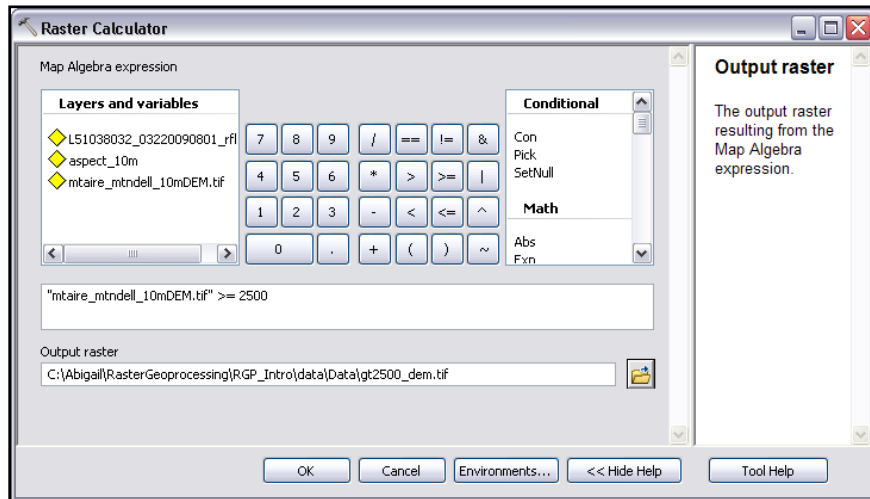 Raster Calculator
Map Algebra expression
Layers and variables
L51038032_03220090801_rfl
aspect_10m
mtaire_mtndell_10mDEM.tif
7 8 9 / == != &
4 5 6 * > >= |
1 2 3 - < <= ^
0 . + ( ) ~
Conditional
Con
Pick
SetNull
Math
Abs
Exp
"mtaire_mtndell_10mDEM.tif" >= 2500
Output raster
C:\Abigail\RasterGeoprocessing\RGP_Intro\data\Data\gt2500_dem.tif
OK Cancel Environments... << Hide Help Tool Help
Output raster
The output raster
resulting from the
Map Algebra
expression.